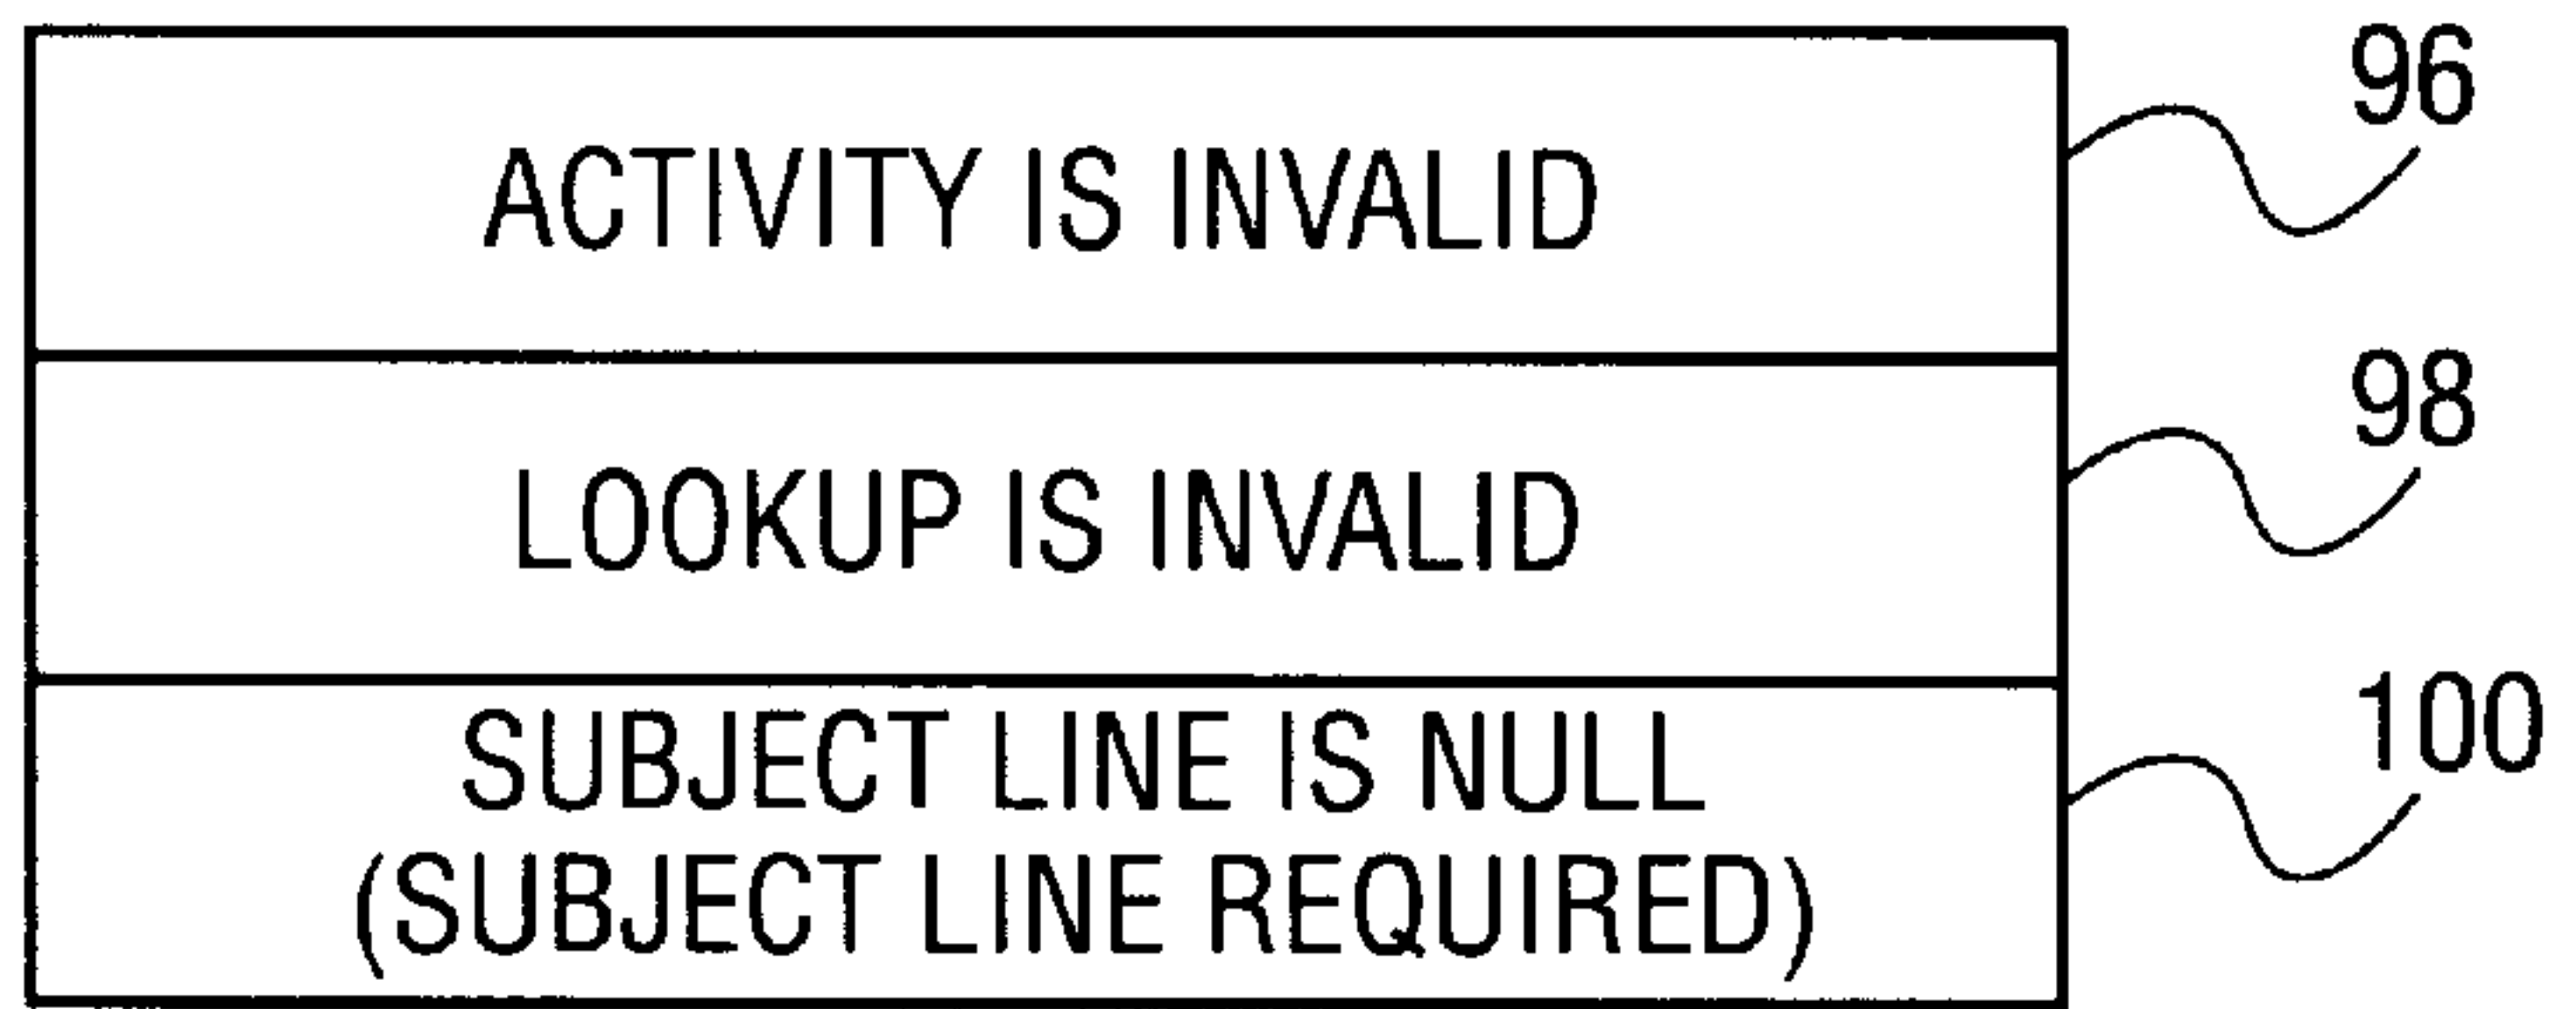 ACTIVITY IS INVALID
96
LOOKUP IS INVALID
98
SUBJECT LINE IS NULL
(SUBJECT LINE REQUIRED)
100